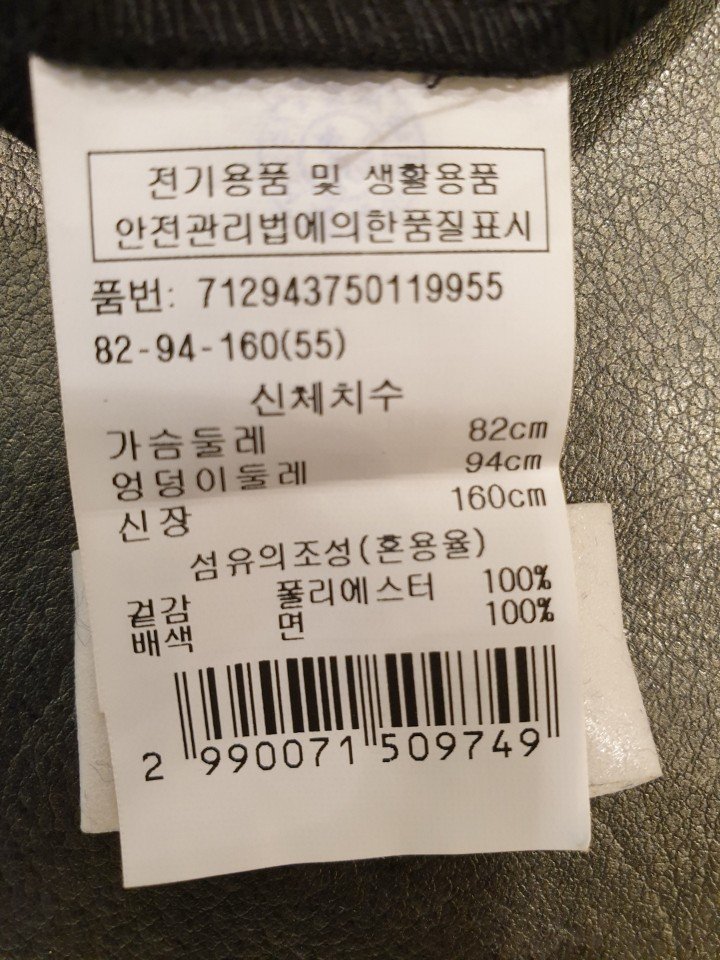 전기용품 및 생활용품
안전관리법에의한품질표시
품번: 712943750119955
82-94-160(55)
신체치수
가슴둘레 82cm
엉덩이둘레 94cm
신장 160cm
섬유의조성(혼용율)
겉감 폴리에스터 100%
배색 면 100%
2 990071 509749